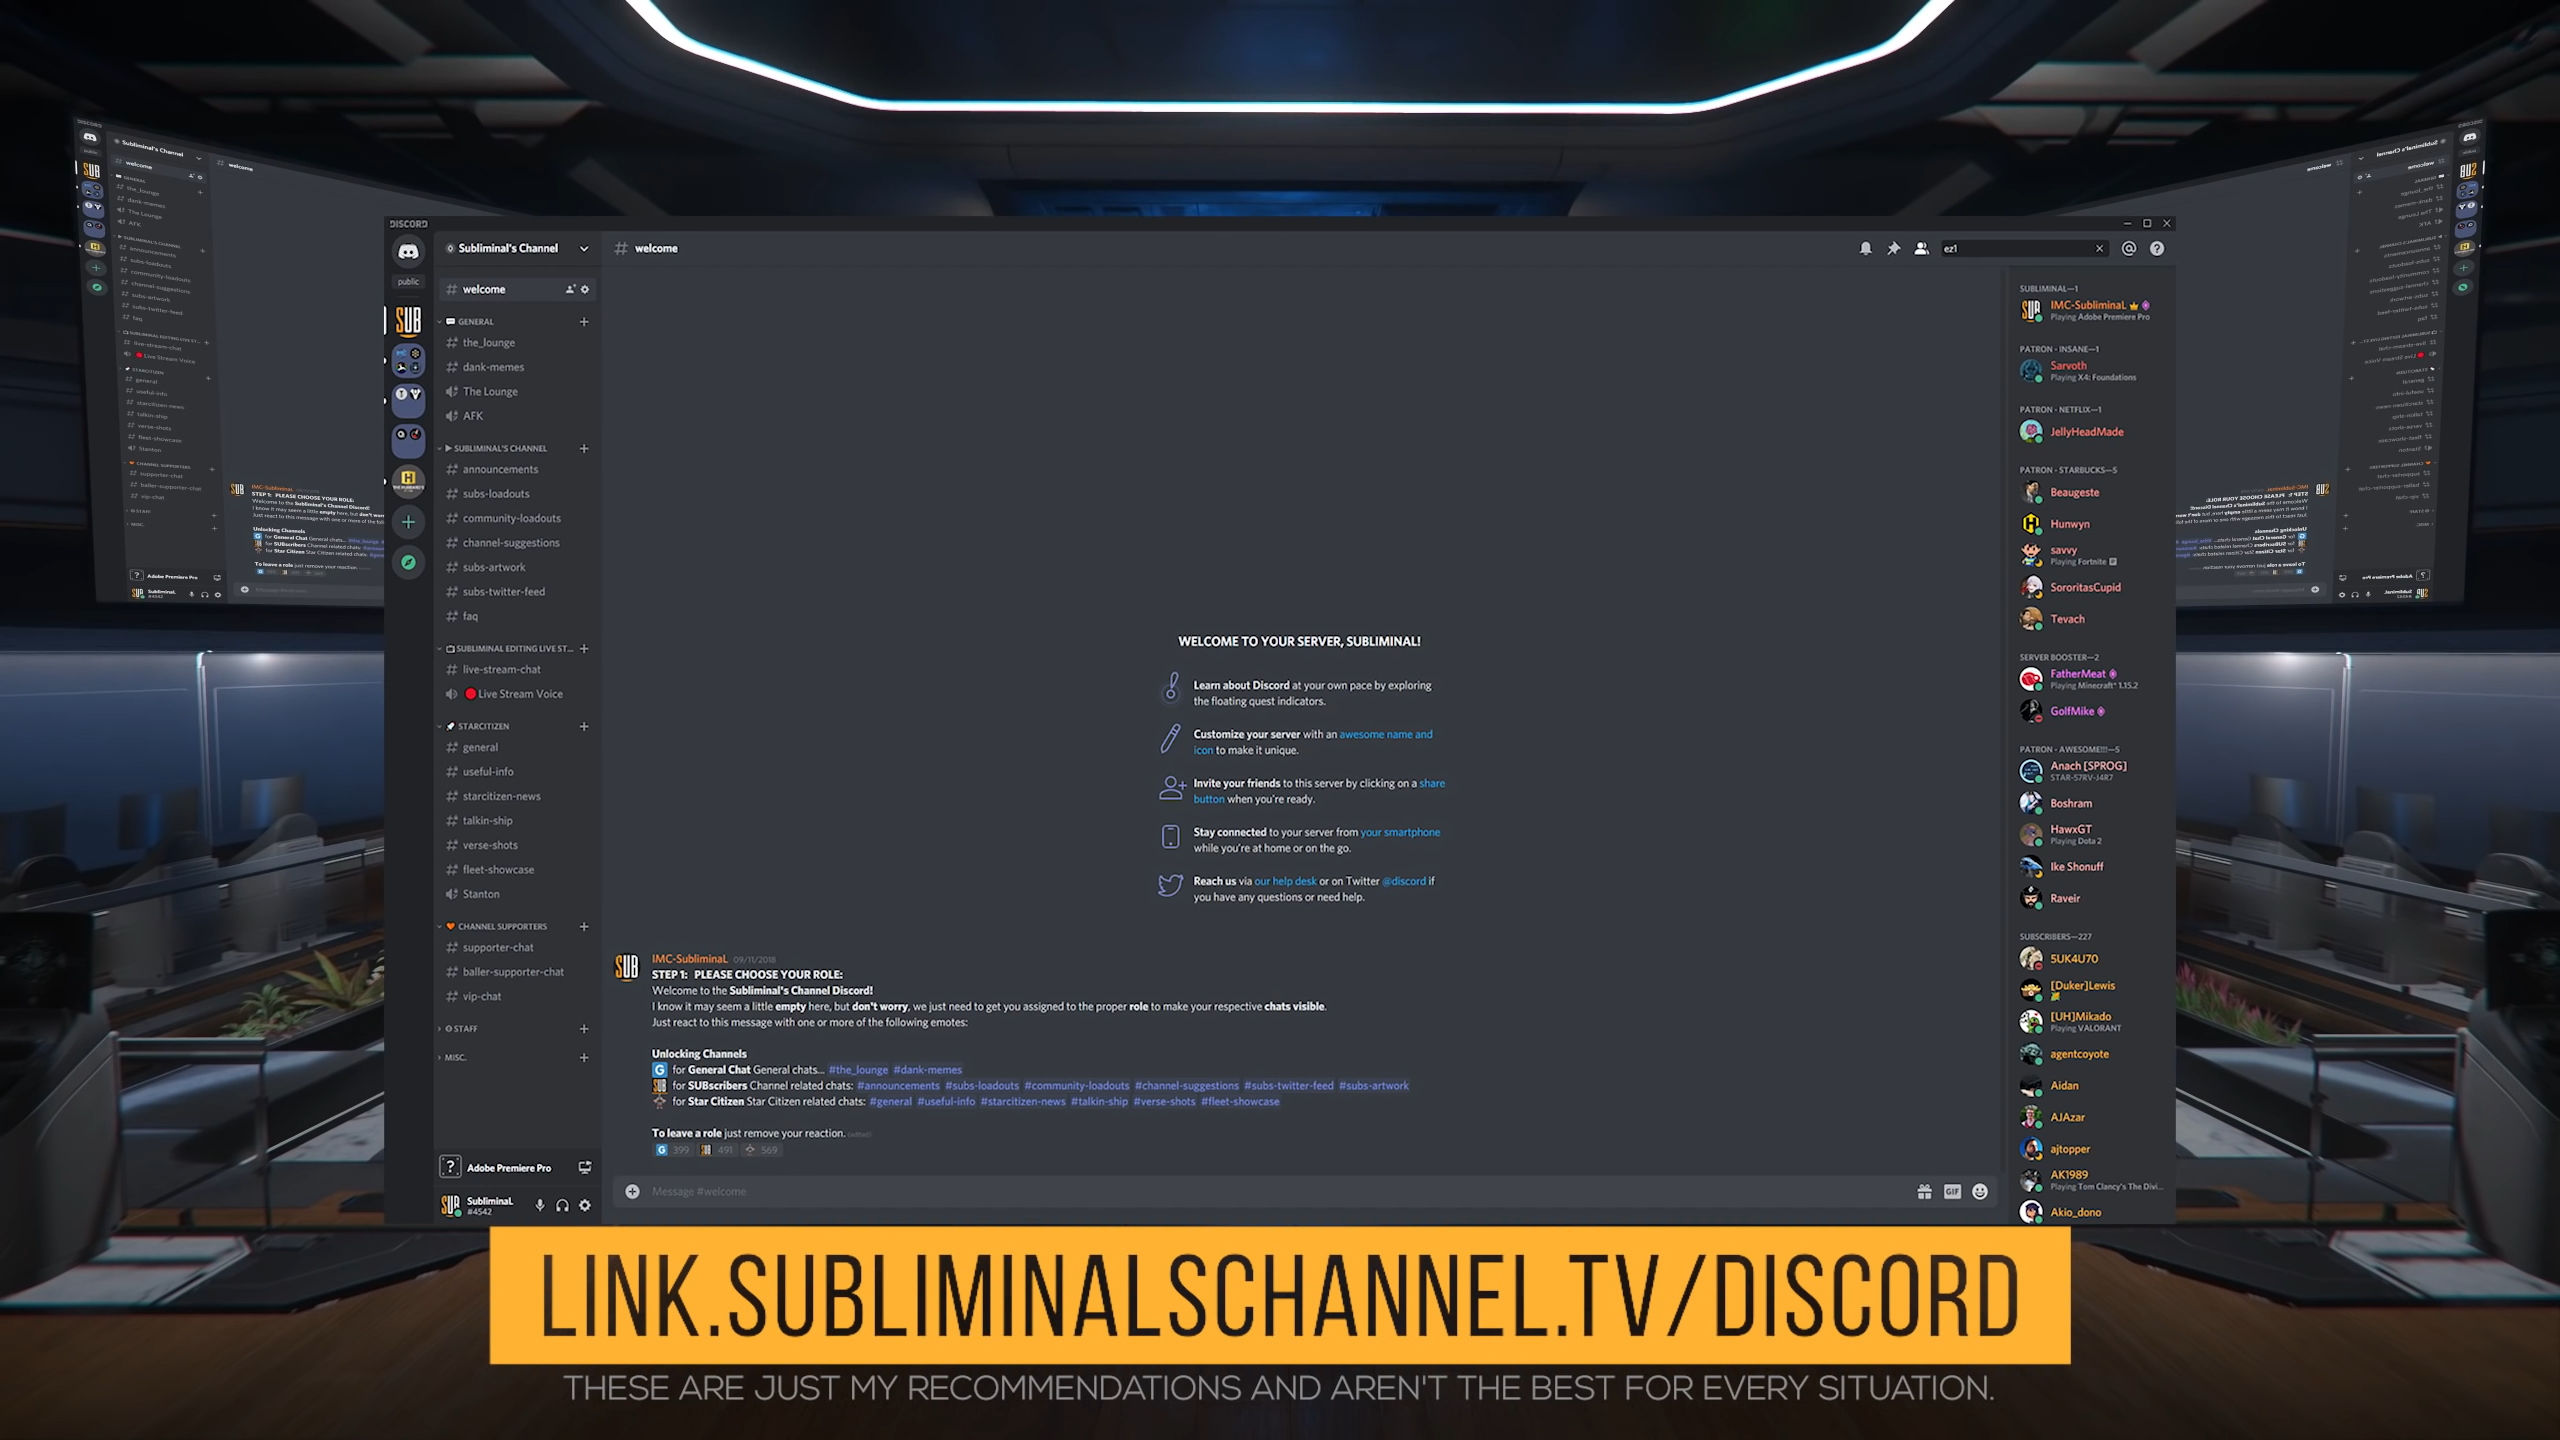 DISCORD
Subliminal's Channel
# welcome
ez1
public
welcome
GENERAL
the_lounge
dank-memes
The Lounge
AFK
SUBLIMINAL'S CHANNEL
announcements
subs-loadouts
community-loadouts
channel-suggestions
subs-artwork
subs-twitter-feed
faq
SUBLIMINAL EDITING LIVE ST...
live-stream-chat
Live Stream Voice
STARCITIZEN
general
useful-info
starcitizen-news
talkin-ship
verse-shots
fleet-showcase
Stanton
CHANNEL SUPPORTERS
supporter-chat
baller-supporter-chat
vip-chat
STAFF
MISC.
Adobe Premiere Pro
SubliminaL
#4542
WELCOME TO YOUR SERVER, SUBLIMINAL!
Learn about Discord at your own pace by exploring
the floating quest indicators.
Customize your server with an awesome name and
icon to make it unique.
Invite your friends to this server by clicking on a share
button when you're ready.
Stay connected to your server from your smartphone
while you're at home or on the go.
Reach us via our help desk or on Twitter @discord if
you have any questions or need help.
SUB
IMC-SubliminaL 09/11/2018
STEP 1: PLEASE CHOOSE YOUR ROLE:
Welcome to the Subliminal's Channel Discord!
I know it may seem a little empty here, but don't worry, we just need to get you assigned to the proper role to make your respective chats visible.
Just react to this message with one or more of the following emotes:
Unlocking Channels
G for General Chat General chats... #the_lounge #dank-memes
for SUBscribers Channel related chats: #announcements #subs-loadouts #community-loadouts #channel-suggestions #subs-twitter-feed #subs-artwork
for Star Citizen Star Citizen related chats: #general #useful-info #starcitizen-news #talkin-ship #verse-shots #fleet-showcase
To leave a role just remove your reaction. (edited)
G 399 491 569
Message #welcome
GIF
SUBLIMINAL—1
IMC-SubliminaL
Playing Adobe Premiere Pro
PATRON - INSANE—1
Sarvoth
Playing X4: Foundations
PATRON - NETFLIX—1
JellyHeadMade
PATRON - STARBUCKS—5
Beaugeste
Hunwyn
savvy
Playing Fortnite
SororitasCupid
Tevach
SERVER BOOSTER—2
FatherMeat
Playing Minecraft* 1.15.2
GolfMike
PATRON - AWESOME!!!—5
Anach [SPROG]
STAR-S7RV-J4R7
Boshram
HawxGT
Playing Dota 2
Ike Shonuff
Raveir
SUBSCRIBERS—227
5UK4U70
[Duker]Lewis
[UH]Mikado
Playing VALORANT
agentcoyote
Aidan
AJAzar
ajtopper
AK1989
Playing Tom Clancy's The Divi...
Akio_dono
LINK.SUBLIMINALSCHANNEL.TV/DISCORD
THESE ARE JUST MY RECOMMENDATIONS AND AREN'T THE BEST FOR EVERY SITUATION.